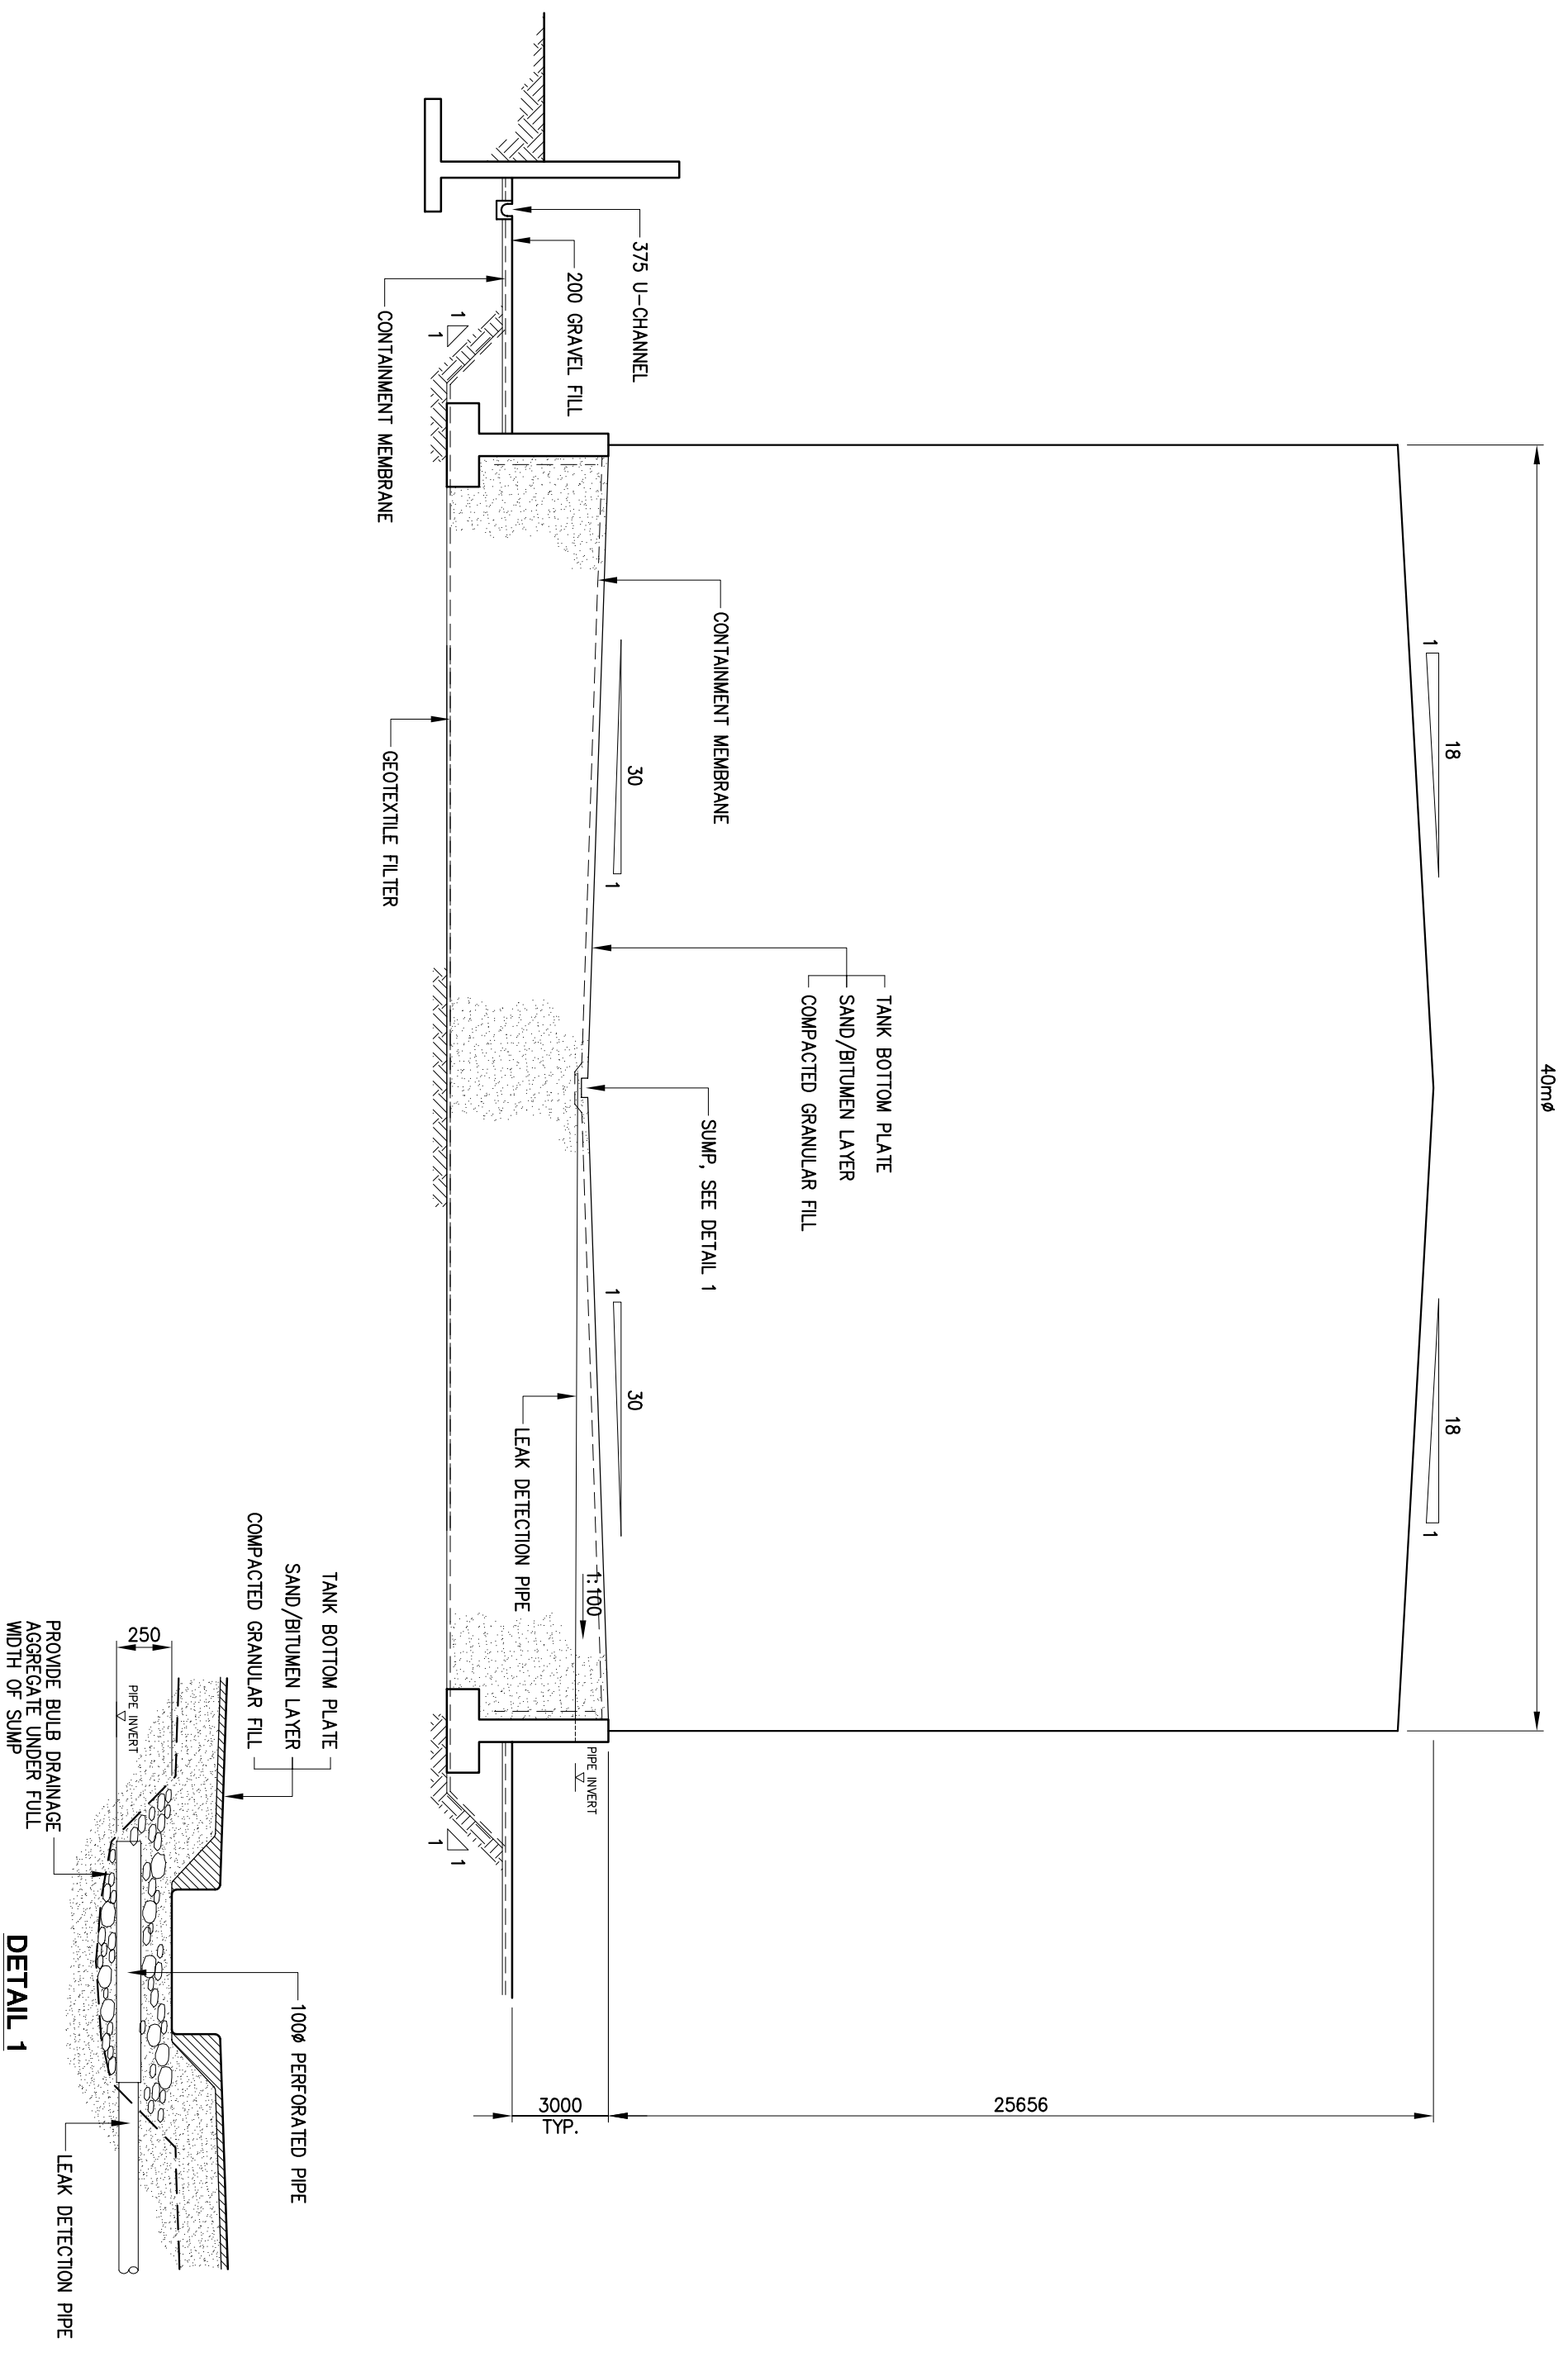 40mø
18
1
18
1
25656
3000
TYP.
TANK BOTTOM PLATE
SAND/BITUMEN LAYER
COMPACTED GRANULAR FILL
CONTAINMENT MEMBRANE
SUMP, SEE DETAIL 1
30
1
30
1
375 U-CHANNEL
200 GRAVEL FILL
CONTAINMENT MEMBRANE
1
1
GEOTEXTILE FILTER
LEAK DETECTION PIPE
1:100
PIPE INVERT
1
1
TANK BOTTOM PLATE
SAND/BITUMEN LAYER
COMPACTED GRANULAR FILL
100ø PERFORATED PIPE
250
PIPE INVERT
PROVIDE BULB DRAINAGE
AGGREGATE UNDER FULL
WIDTH OF SUMP
LEAK DETECTION PIPE
DETAIL 1